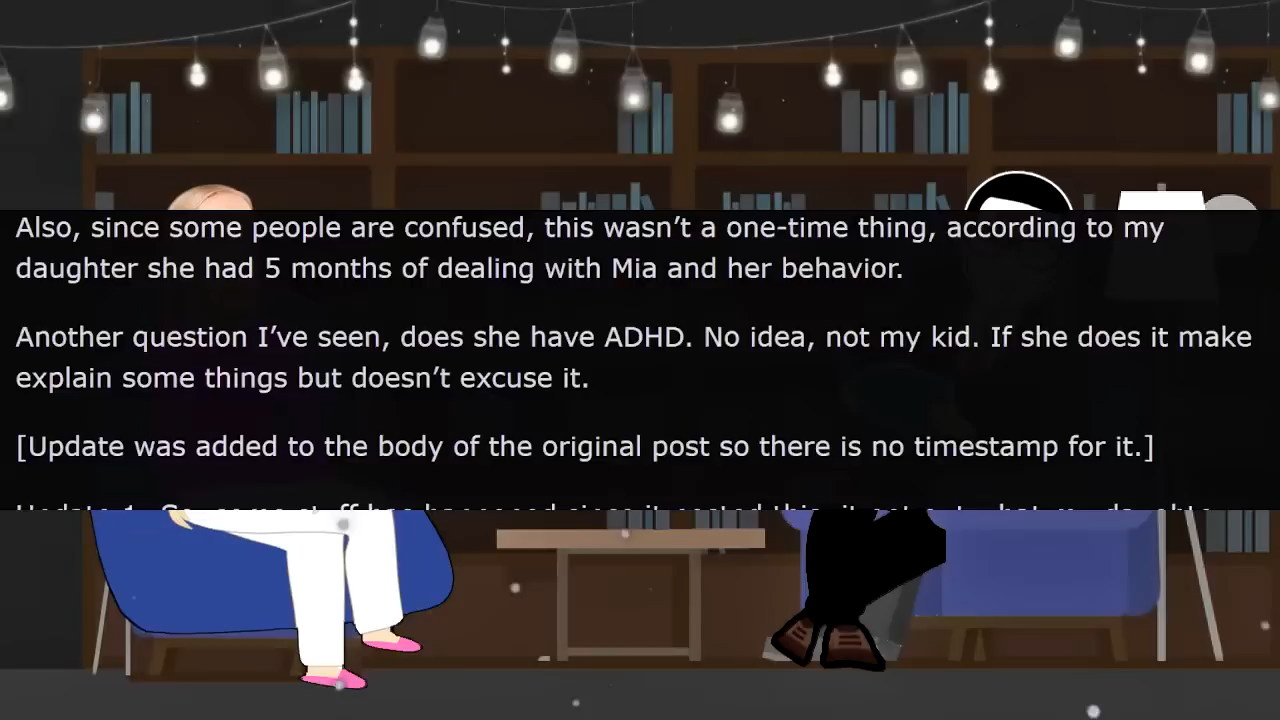 Also, since some people are confused, this wasn’t a one-time thing, according to my
daughter she had 5 months of dealing with Mia and her behavior.
Another question I’ve seen, does she have ADHD. No idea, not my kid. If she does it make
explain some things but doesn’t excuse it.
[Update was added to the body of the original post so there is no timestamp for it.]